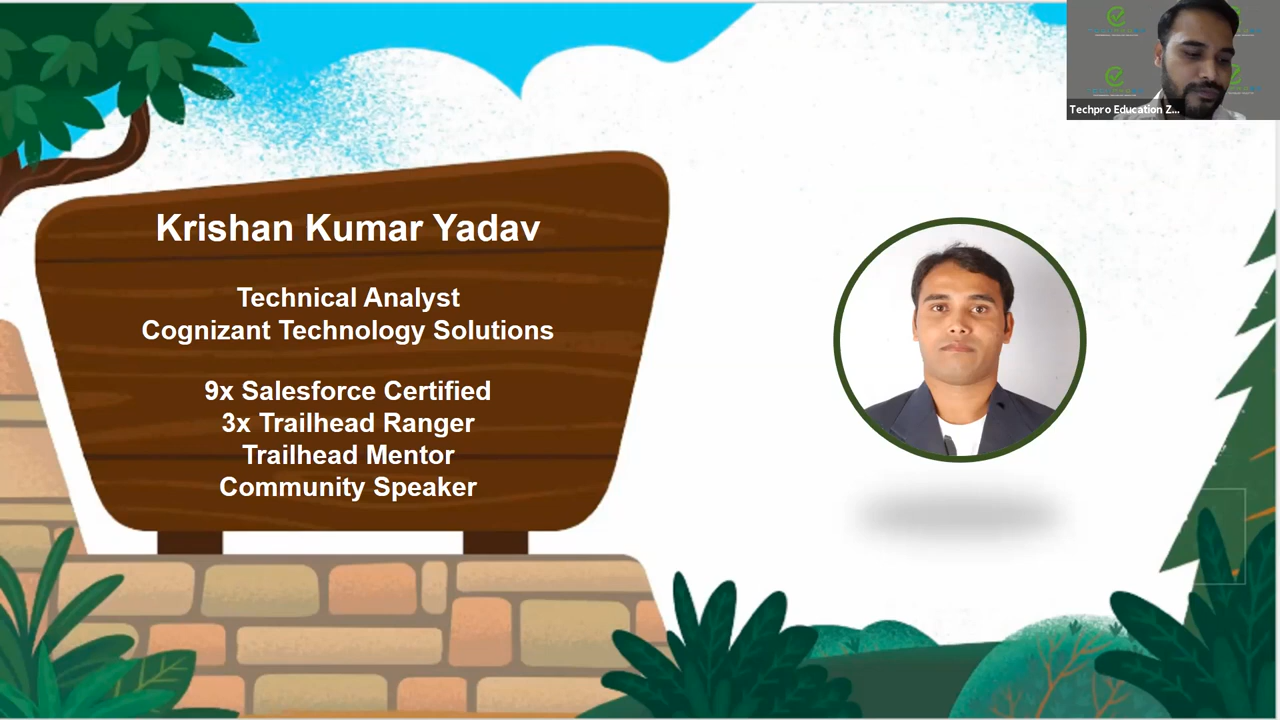 Krishan Kumar Yadav
Technical Analyst
Cognizant Technology Solutions
9x Salesforce Certified
3x Trailhead Ranger
Trailhead Mentor
Community Speaker
Techpro Education Z...